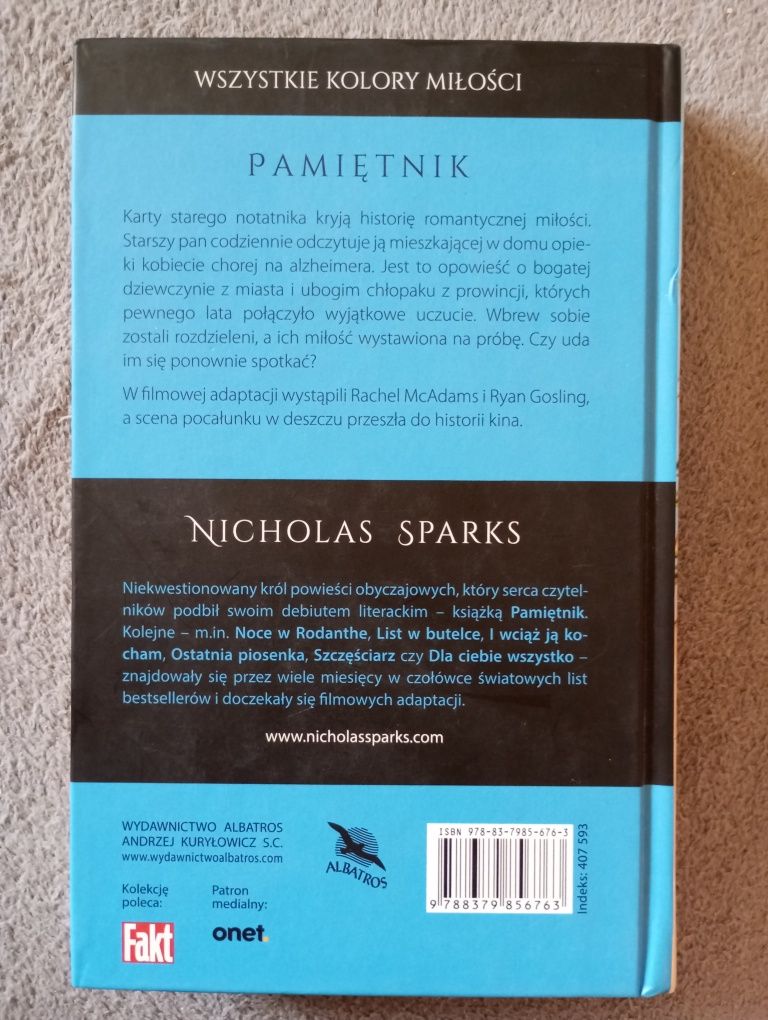 WSZYSTKIE KOLORY MIŁOŚCI
PAMIĘTNIK
Karty starego notatnika kryją historię romantycznej miłości.
Starszy pan codziennie odczytuje ją mieszkającej w domu opie-
ki kobiecie chorej na alzheimera. Jest to opowieść o bogatej
dziewczynie z miasta i ubogim chłopaku z prowincji, których
pewnego lata połączyło wyjątkowe uczucie. Wbrew sobie
zostali rozdzieleni, a ich miłość wystawiona na próbę. Czy uda
im się ponownie spotkać?
W filmowej adaptacji wystąpili Rachel McAdams i Ryan Gosling,
a scena pocałunku w deszczu przeszła do historii kina.
NICHOLAS SPARKS
Niekwestionowany król powieści obyczajowych, który serca czytel-
ników podbił swoim debiutem literackim – książką Pamiętnik.
Kolejne – m.in. Noce w Rodanthe, List w butelce, I wciąż ją ko-
cham, Ostatnia piosenka, Szczęściarz czy Dla ciebie wszystko –
znajdowały się przez wiele miesięcy w czołówce światowych list
bestsellerów i doczekały się filmowych adaptacji.
www.nicholassparks.com
WYDAWNICTWO ALBATROS
ANDRZEJ KURYŁOWICZ S.C.
www.wydawnictwoalbatros.com
ALBATROS
ISBN 978-83-7985-676-3
9 788379 856763
Indeks: 407 593
Kolekcję
poleca:
Fakt
Patron
medialny:
onet.